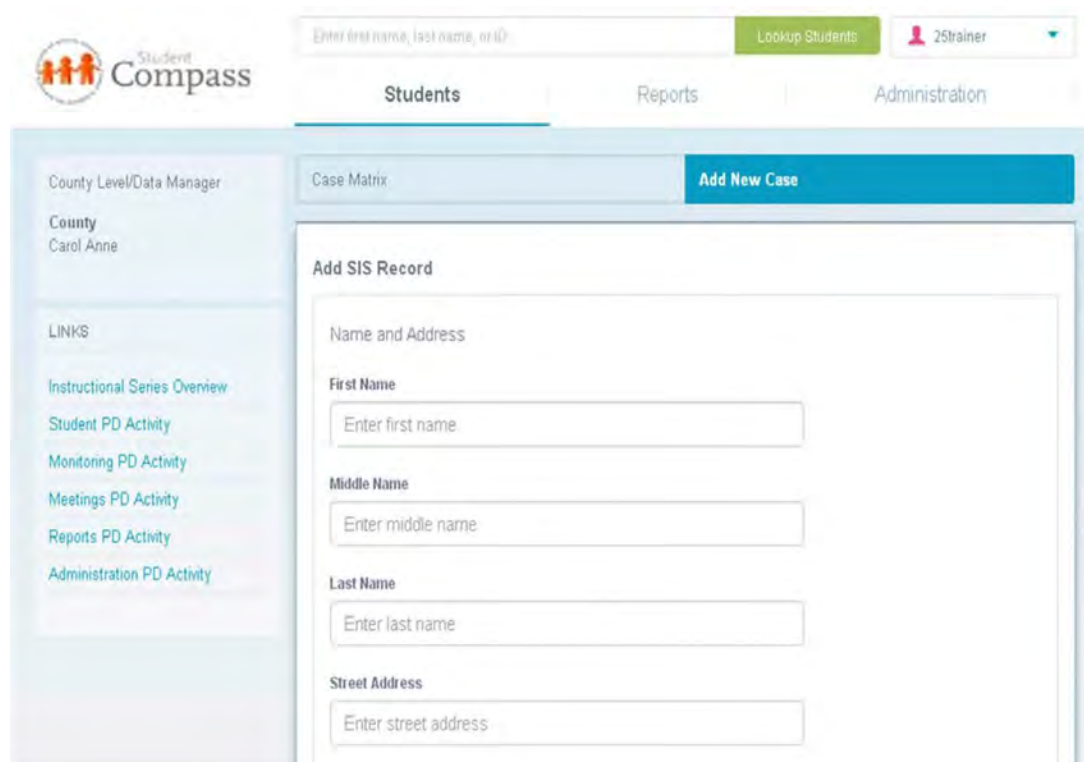 Student
Compass
Enter first name, last name, or ID
Lookup Students
25trainer
Students
Reports
Administration
County Level/Data Manager
County
Carol Anne
LINKS
Instructional Series Overview
Student PD Activity
Monitoring PD Activity
Meetings PD Activity
Reports PD Activity
Administration PD Activity
Case Matrix
Add New Case
Add SIS Record
Name and Address
First Name
Enter first name
Middle Name
Enter middle name
Last Name
Enter last name
Street Address
Enter street address